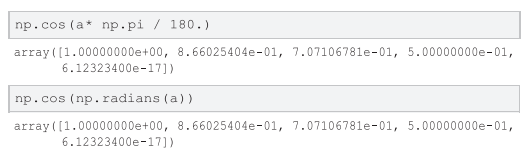 np.cos(a* np.pi / 180.)
array([1.00000000e+00, 8.66025404e-01, 7.07106781e-01, 5.00000000e-01,
6.12323400e-17])
np.cos(np.radians(a))
array([1.00000000e+00, 8.66025404e-01, 7.07106781e-01, 5.00000000e-01,
6.12323400e-17])